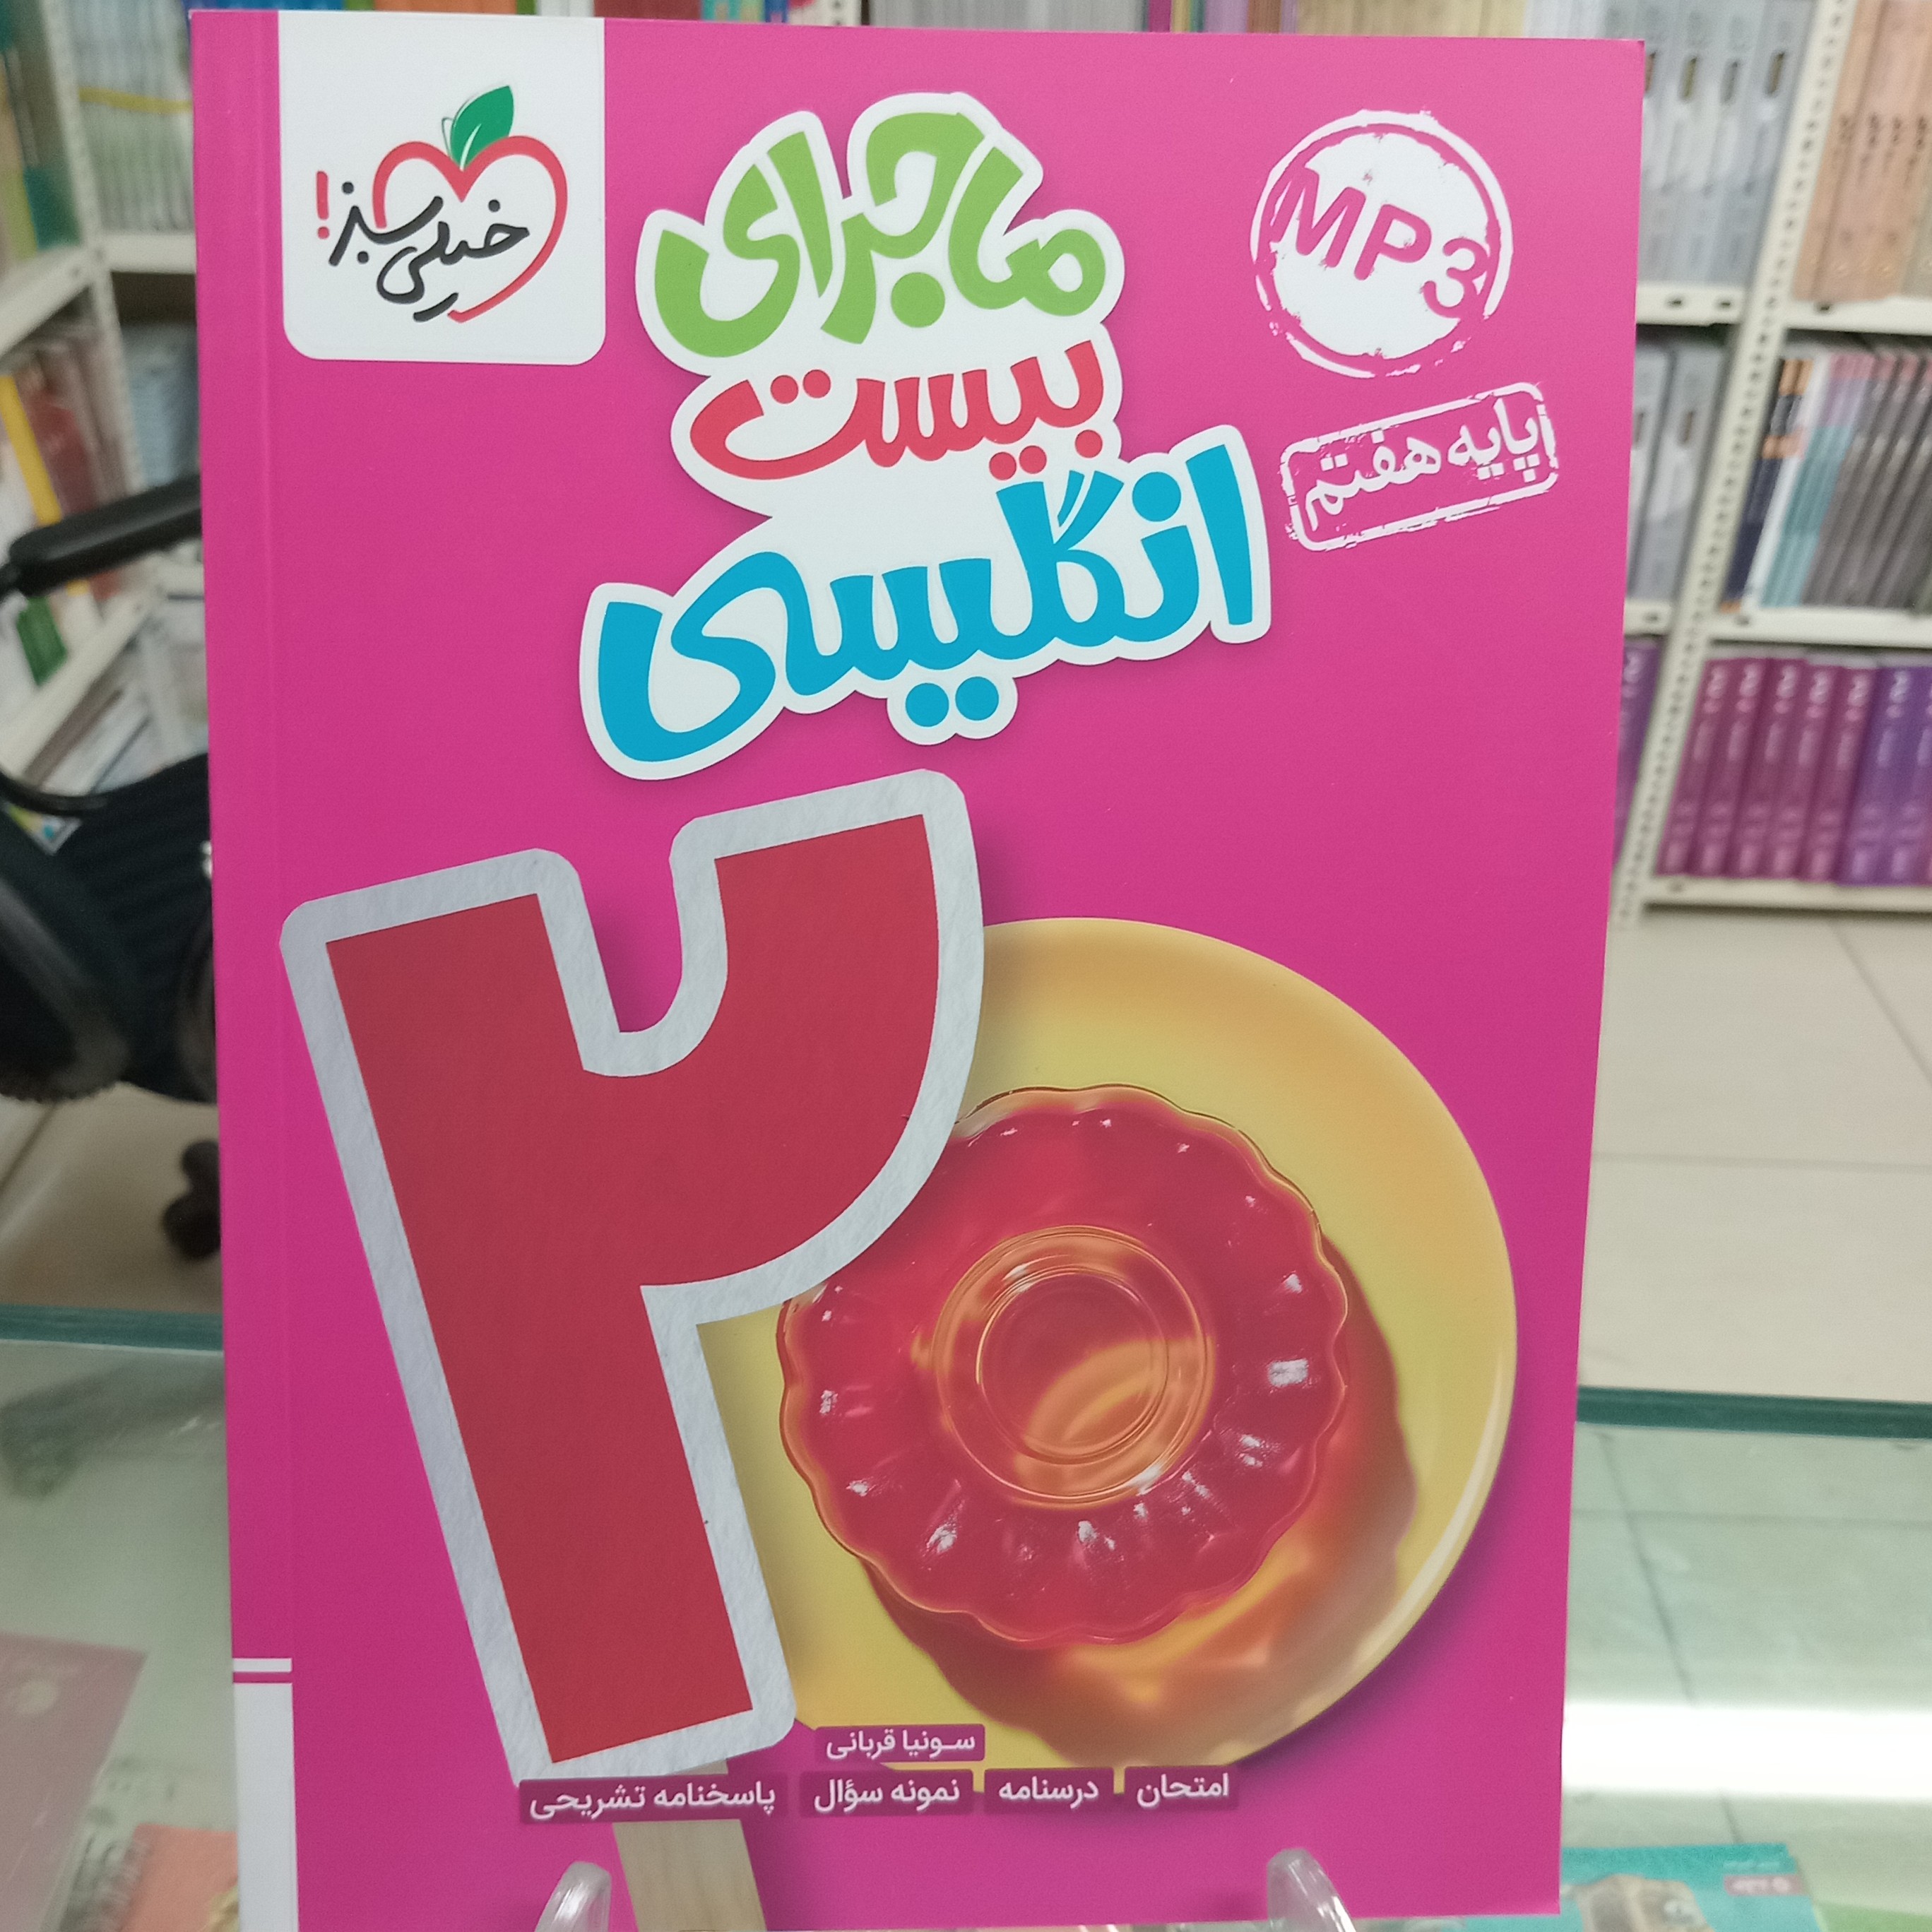 خیلی سبز!
ماجرای
بیست
انگلیسی
MP3
پایه هفتم
۲۰
سونیا قربانی
امتحان درسنامه نمونه سؤال پاسخنامه تشریحی